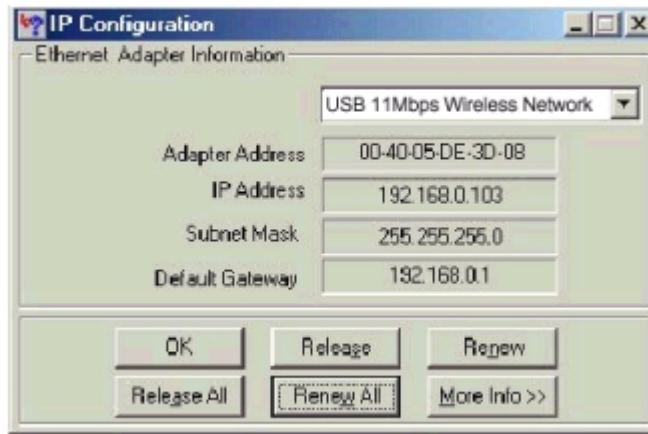 IP Configuration
Ethernet Adapter Information
USB 11Mbps Wireless Network
Adapter Address 00-40-05-DE-3D-08
IP Address 192.168.0.103
Subnet Mask 255.255.255.0
Default Gateway 192.168.0.1
OK Release Renew
Release All Renew All More Info >>